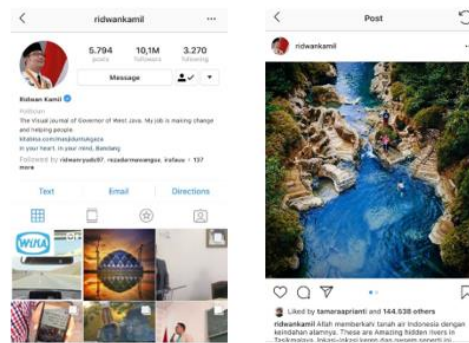 ridwankamil
5.794 10,1M 3.270
posts followers following
Message
Ridwan Kamil
Politician
The Visual journal of Governor of West Java. My job is making change
and helping people.
in your heart. in your mind, Bandung
more
Text Email Directions
Post
ridwankamil
Liked by tamaraaprianti and 144.538 others
ridwankamil Allah memberkahi tanah air Indonesia dengan
keindahan alamnya. These are Amazing hidden rivers in